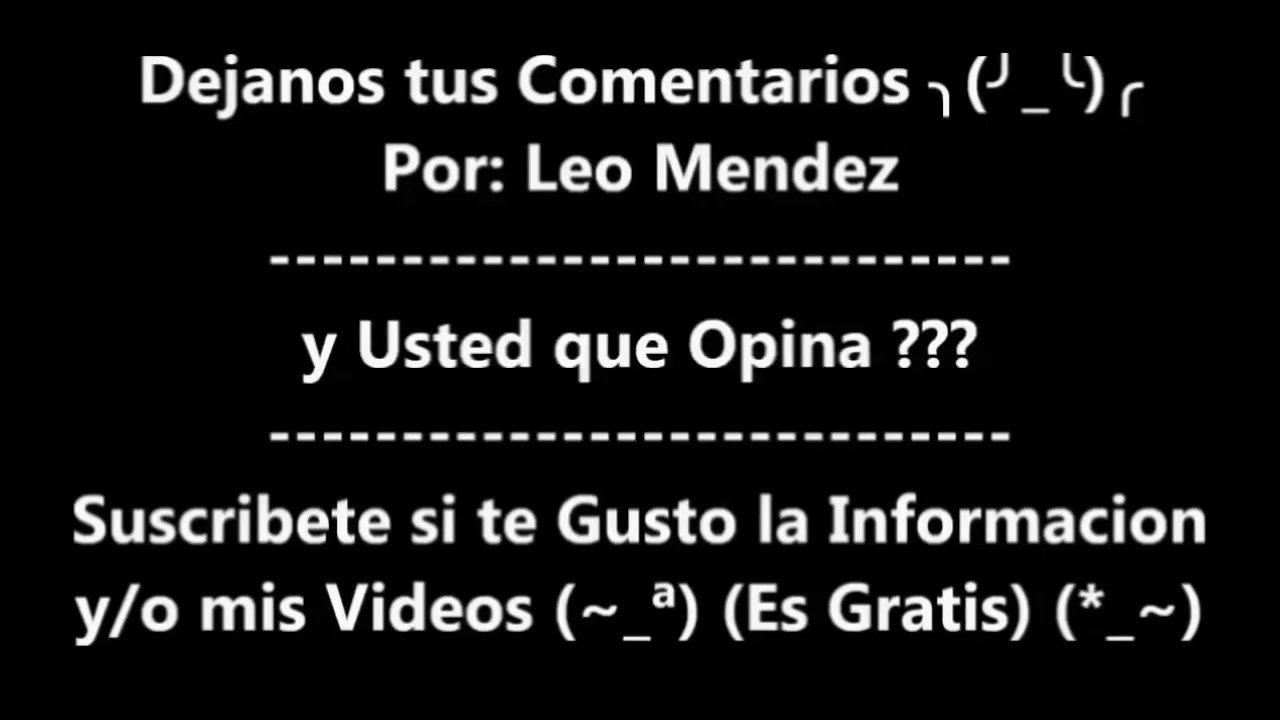 Dejanos tus Comentarios ╮(╯_╰)╭
Por: Leo Mendez
----------------------------
y Usted que Opina ???
----------------------------
Suscribete si te Gusto la Informacion
y/o mis Videos (~_ª) (Es Gratis) (*_~)